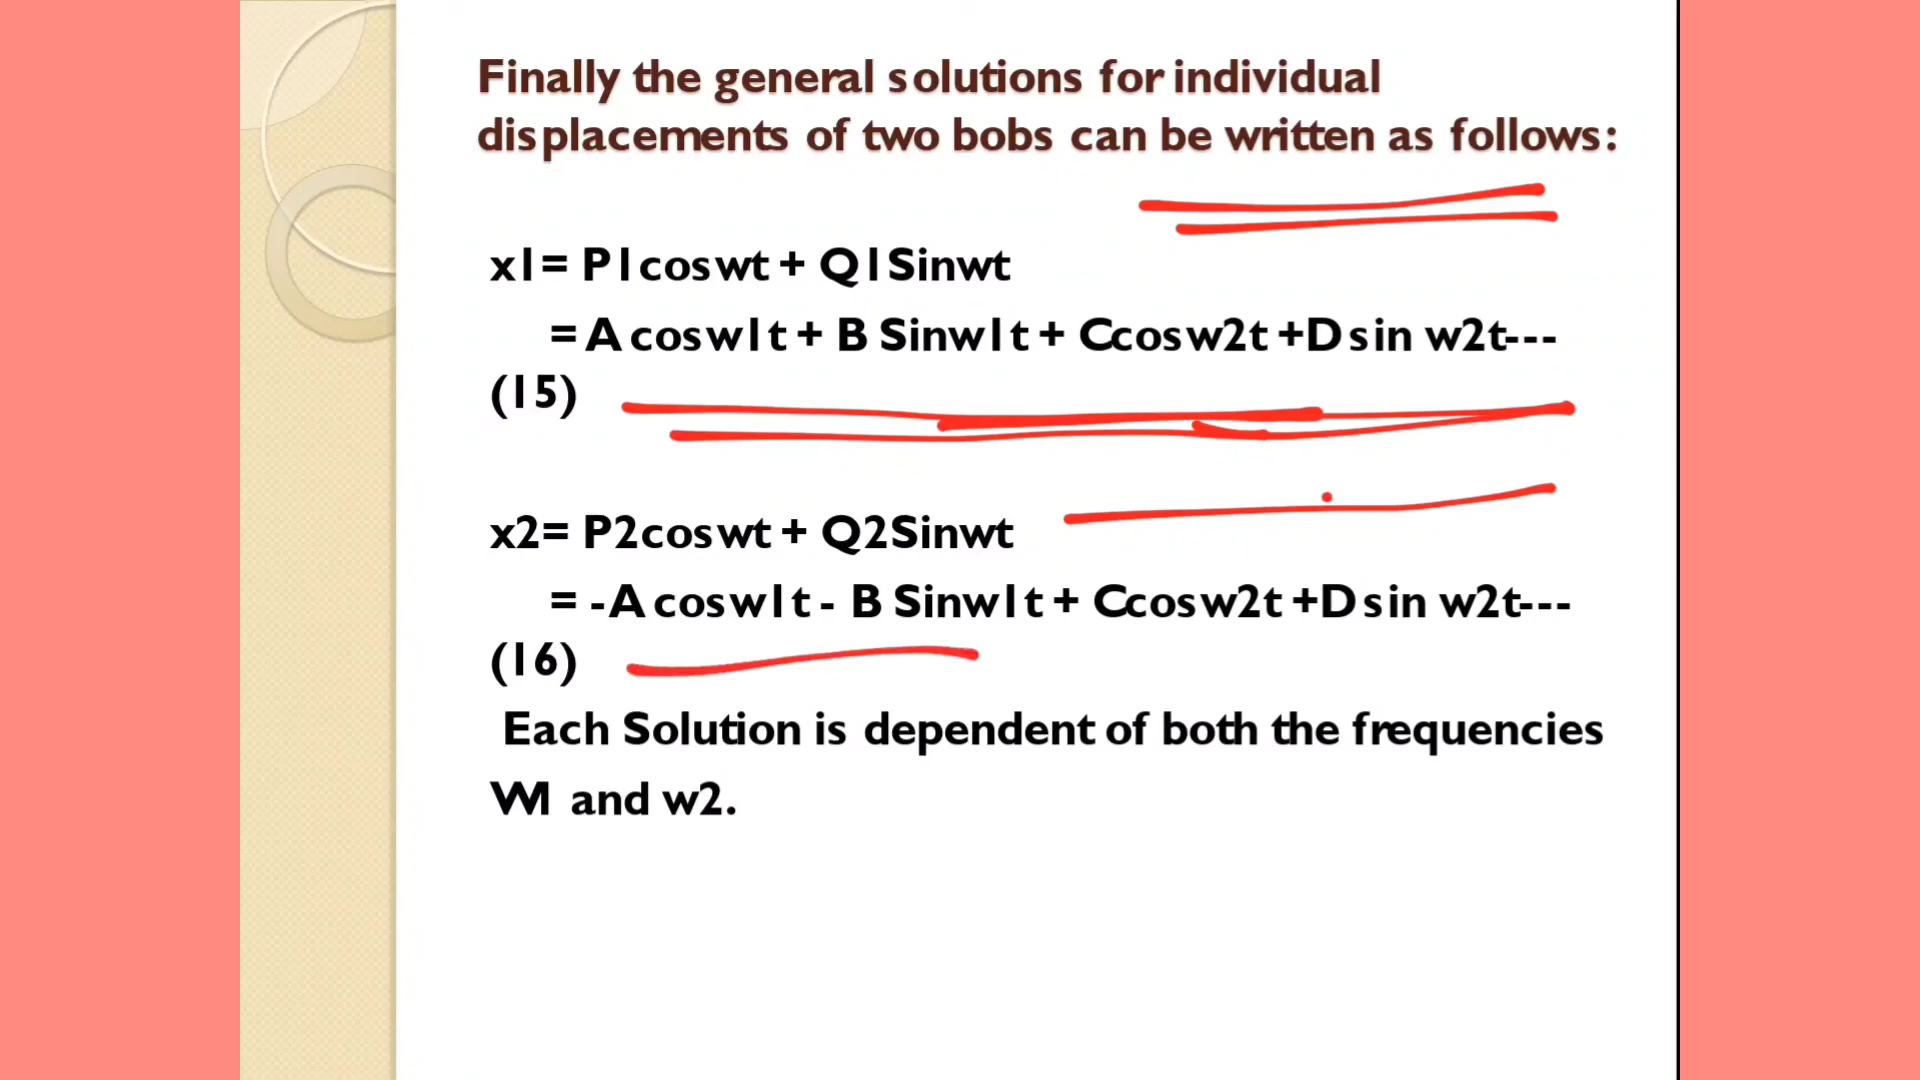 Finally the general solutions for individual
displacements of two bobs can be written as follows:
x1= P1coswt + Q1Sinwt
= A cosw1t + B Sinw1t + Ccosw2t +Dsin w2t---
(15)
x2= P2coswt + Q2Sinwt
= -A cosw1t - B Sinw1t + Ccosw2t +Dsin w2t---
(16)
Each Solution is dependent of both the frequencies
W1 and w2.